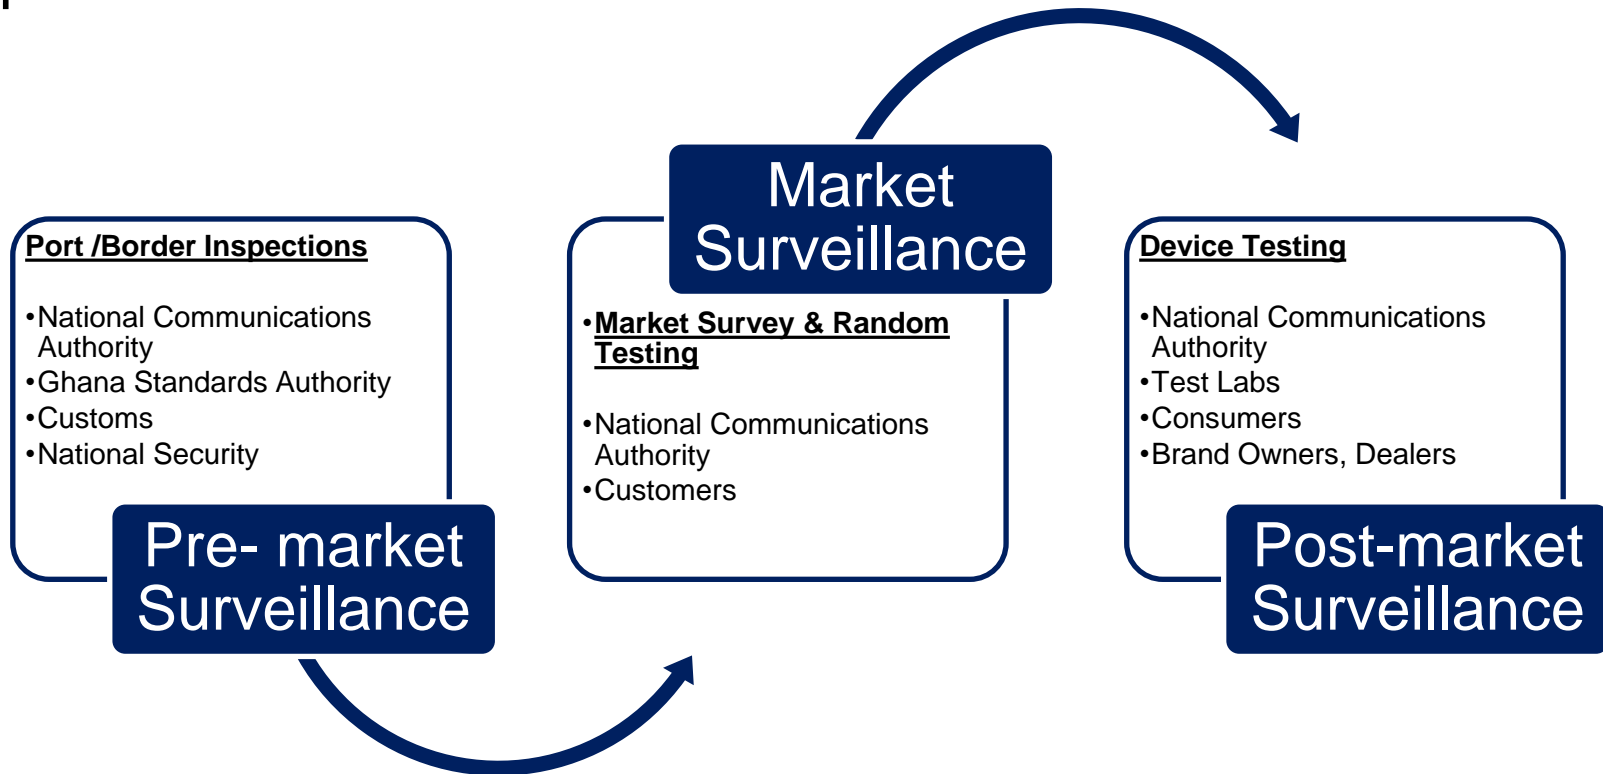 Port /Border Inspections
•National Communications
Authority
•Ghana Standards Authority
•Customs
•National Security
Pre- market
Surveillance
Market
Surveillance
•Market Survey & Random
Testing
•National Communications
Authority
•Customers
Device Testing
•National Communications
Authority
•Test Labs
•Consumers
•Brand Owners, Dealers
Post-market
Surveillance